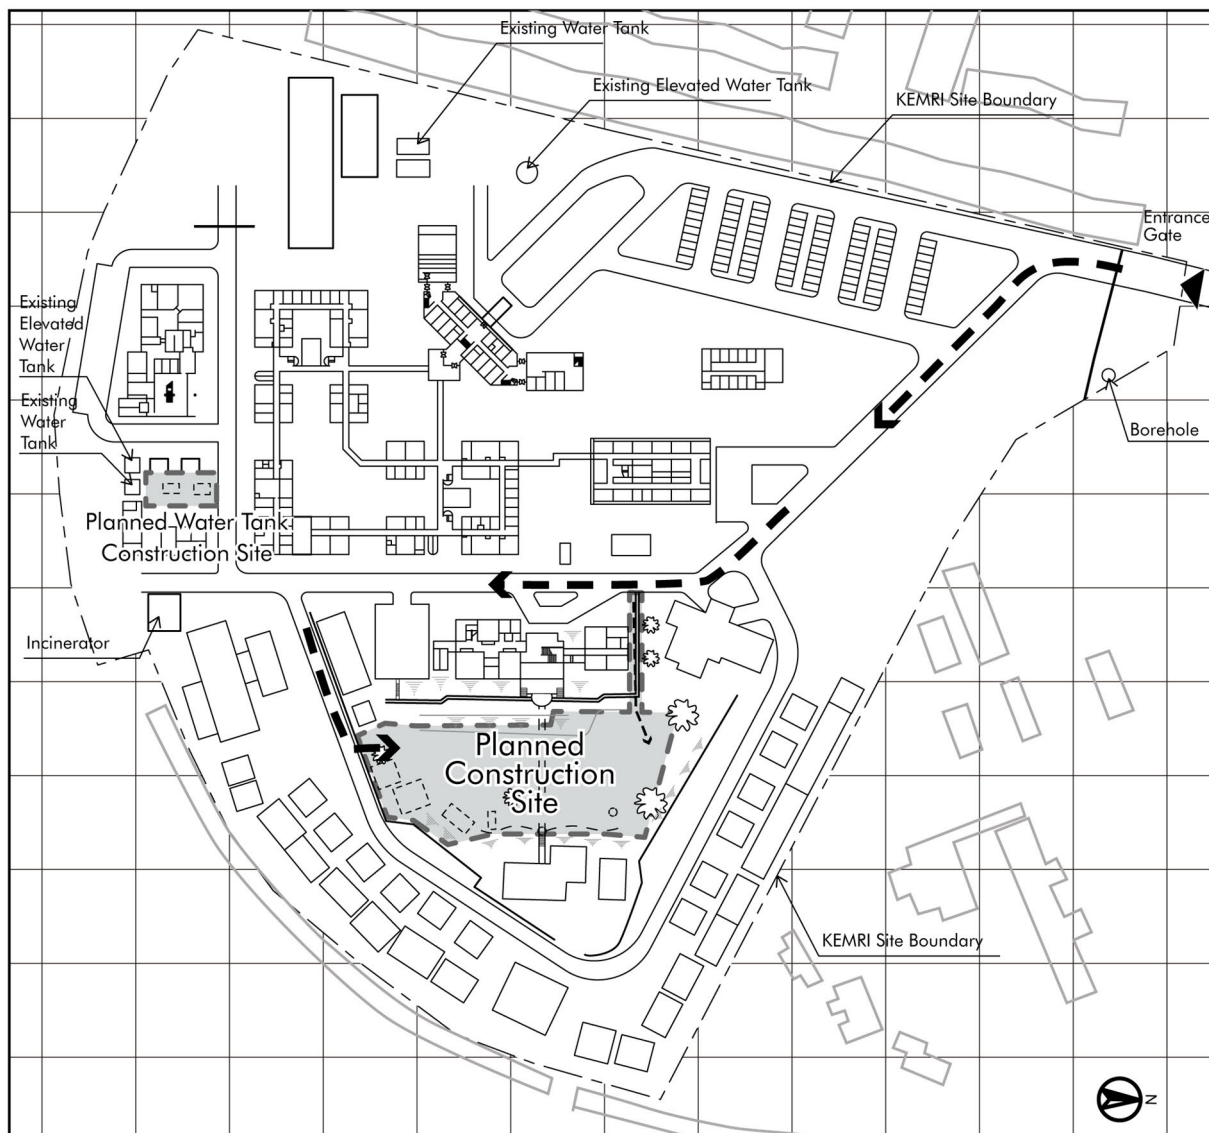 Existing Water Tank
Existing Elevated Water Tank
KEMRI Site Boundary
Entrance
Gate
Existing
Elevated
Water
Tank
Existing
Water
Tank
Borehole
Planned Water Tank
Construction Site
Incinerator
Planned
Construction
Site
KEMRI Site Boundary
N